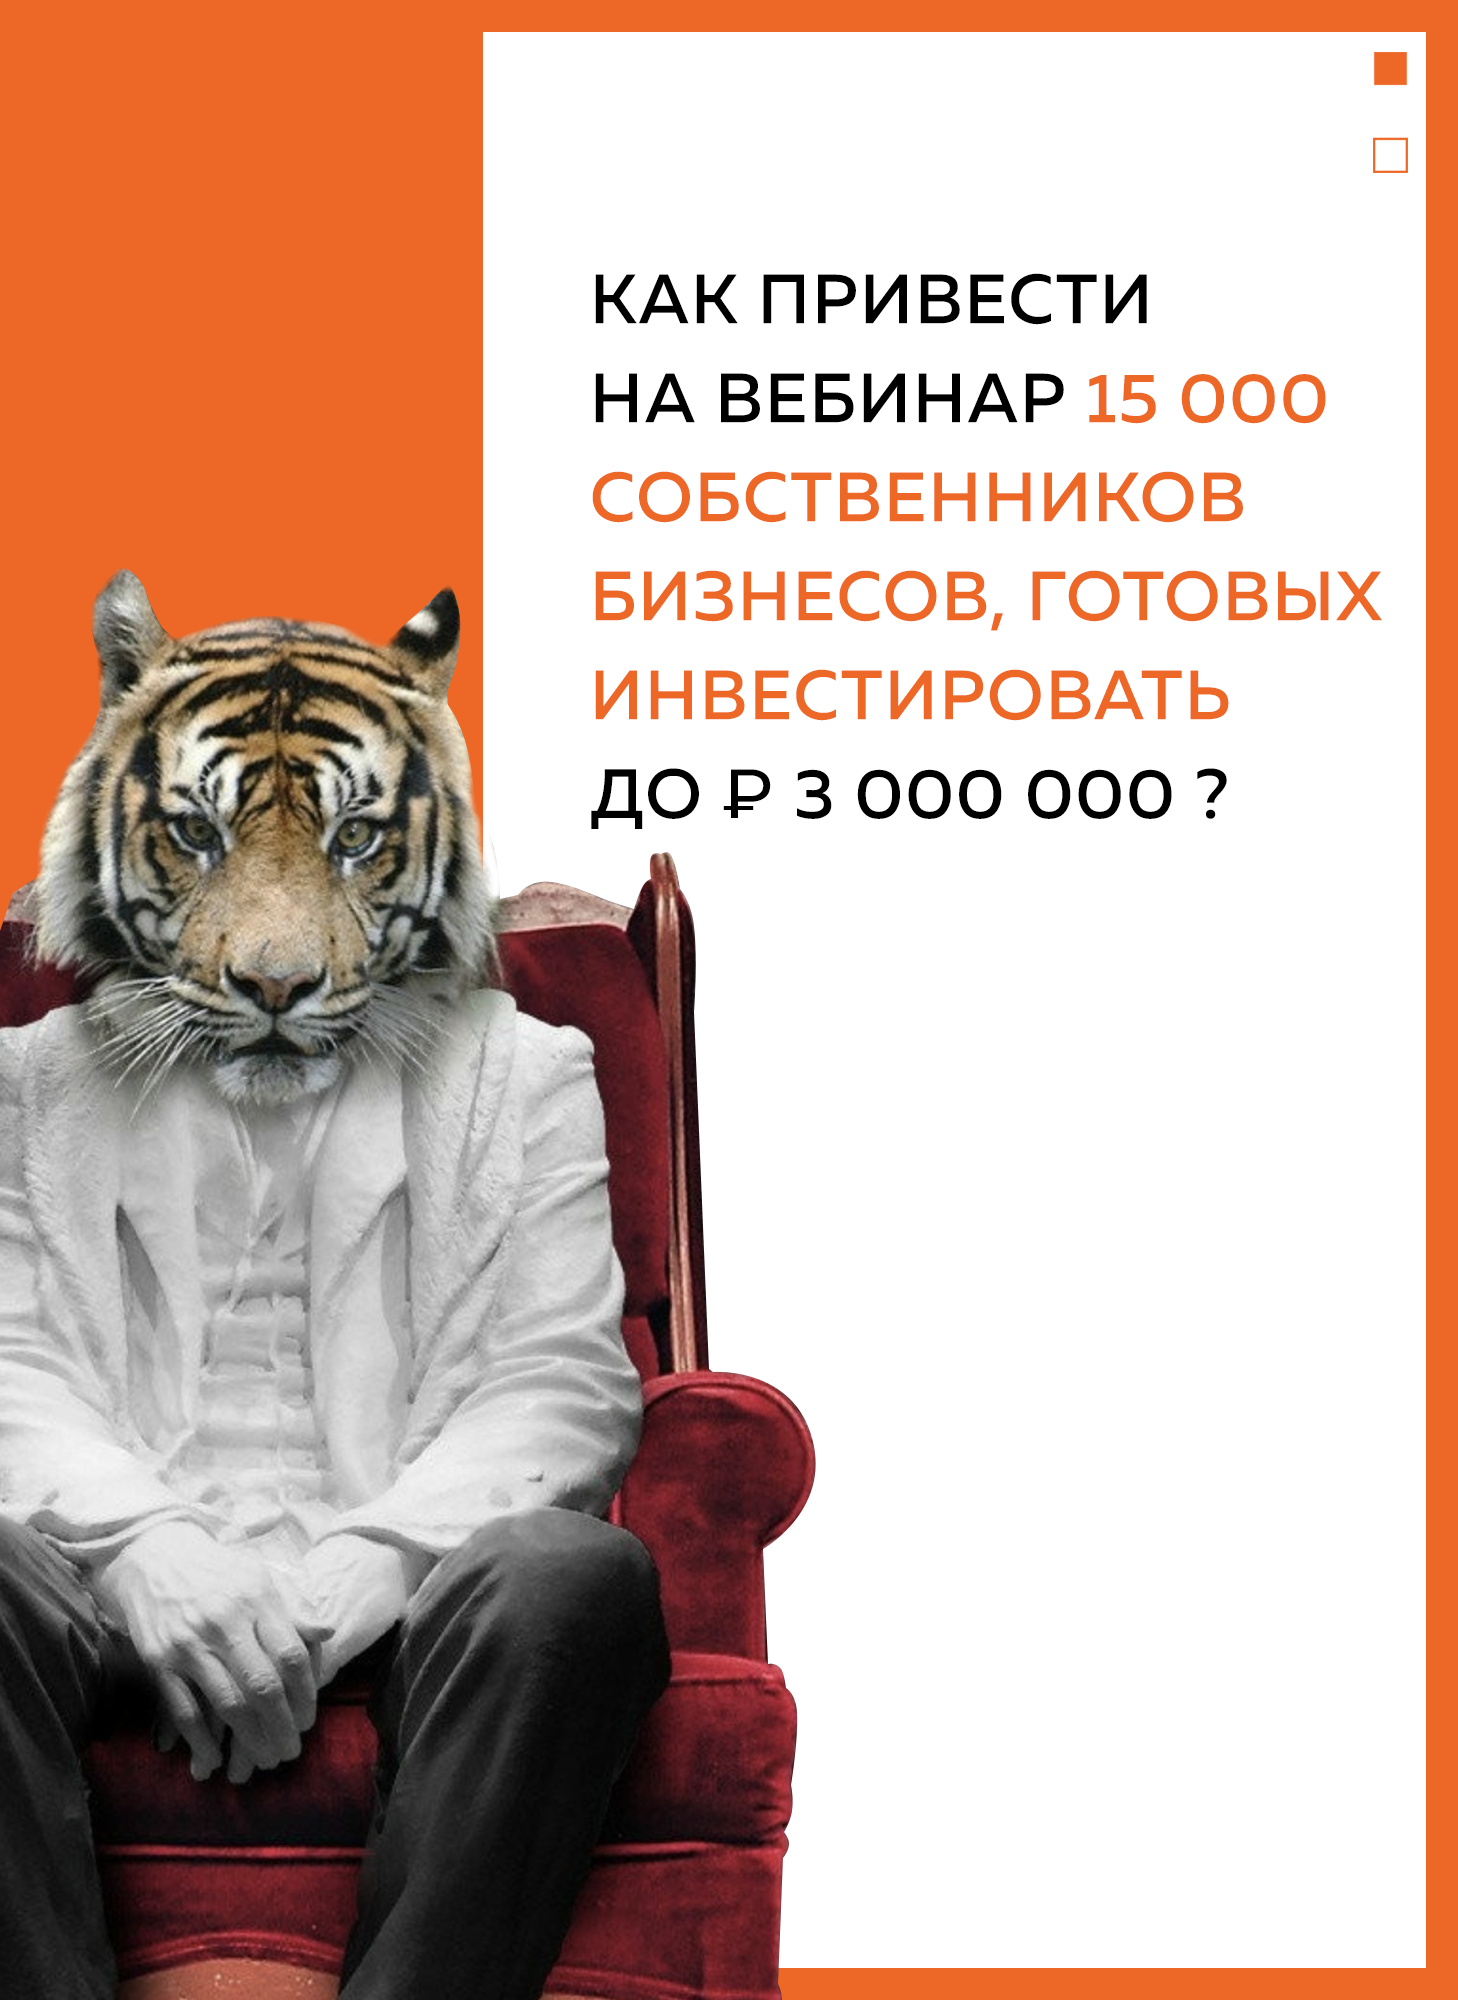 КАК ПРИВЕСТИ
НА ВЕБИНАР 15 000
СОБСТВЕННИКОВ
БИЗНЕСОВ, ГОТОВЫХ
ИНВЕСТИРОВАТЬ
ДО ₽ 3 000 000 ?